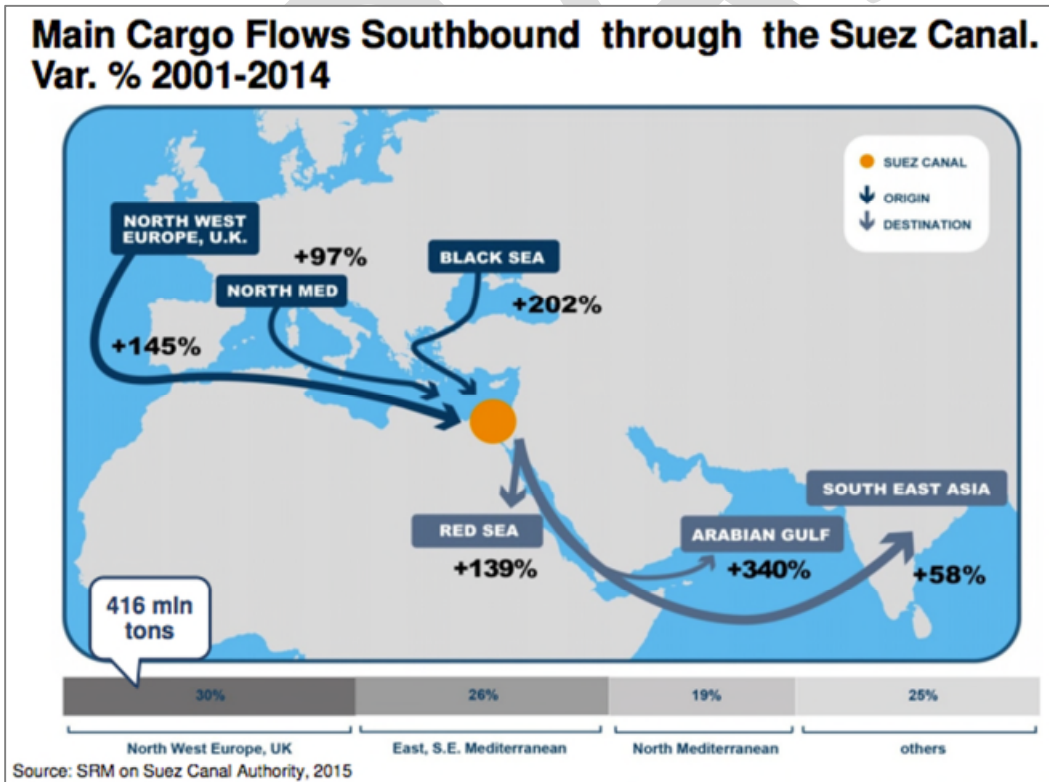 Main Cargo Flows Southbound through the Suez Canal.
Var. % 2001-2014
SUEZ CANAL
ORIGIN
DESTINATION
NORTH WEST
EUROPE, U.K.
+97%
BLACK SEA
NORTH MED
+202%
+145%
SOUTH EAST ASIA
RED SEA
ARABIAN GULF
+139%
+340%
+58%
416 mln
tons
30%
26%
19%
25%
North West Europe, UK
East, S.E. Mediterranean
North Mediterranean
others
Source: SRM on Suez Canal Authority, 2015